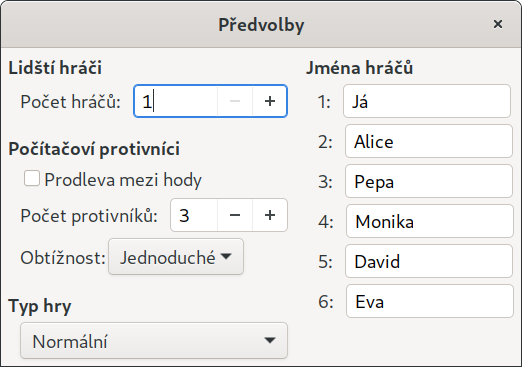 Předvolby
Lidští hráči
Počet hráčů: 1
Počítačoví protivníci
Prodleva mezi hody
Počet protivníků: 3
Obtížnost: Jednoduché
Typ hry
Normální
Jména hráčů
1: Já
2: Alice
3: Pepa
4: Monika
5: David
6: Eva